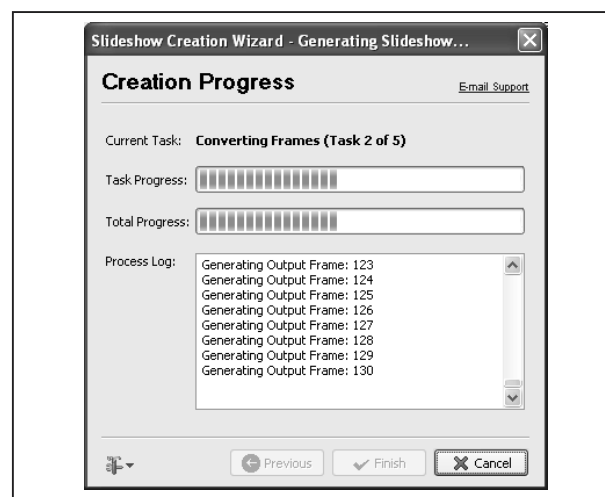 Slideshow Creation Wizard - Generating Slideshow...
Creation Progress
E-mail Support
Current Task: Converting Frames (Task 2 of 5)
Task Progress:
Total Progress:
Process Log:
Generating Output Frame: 123
Generating Output Frame: 124
Generating Output Frame: 125
Generating Output Frame: 126
Generating Output Frame: 127
Generating Output Frame: 128
Generating Output Frame: 129
Generating Output Frame: 130
Previous Finish Cancel